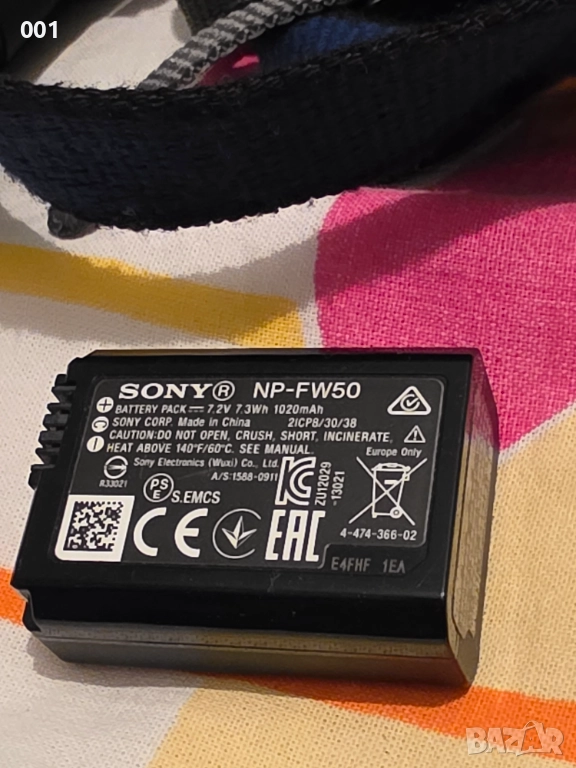 001
SONY® NP-FW50
BATTERY PACK 7.2V 7.3Wh 1020mAh
SONY CORP. Made in China 2ICP8/30/38
CAUTION:DO NOT OPEN, CRUSH, SHORT, INCINERATE,
HEAT ABOVE 140°F/60°C. SEE MANUAL.
Europe Only
Sony Electronics (Wuxi) Co., Ltd.
R33021
A/S:1588-0911
PS
E
S.EMCS
ZU12029
-13021
CE
EAC
4-474-366-02
E4FHF 1EA
BAZAR